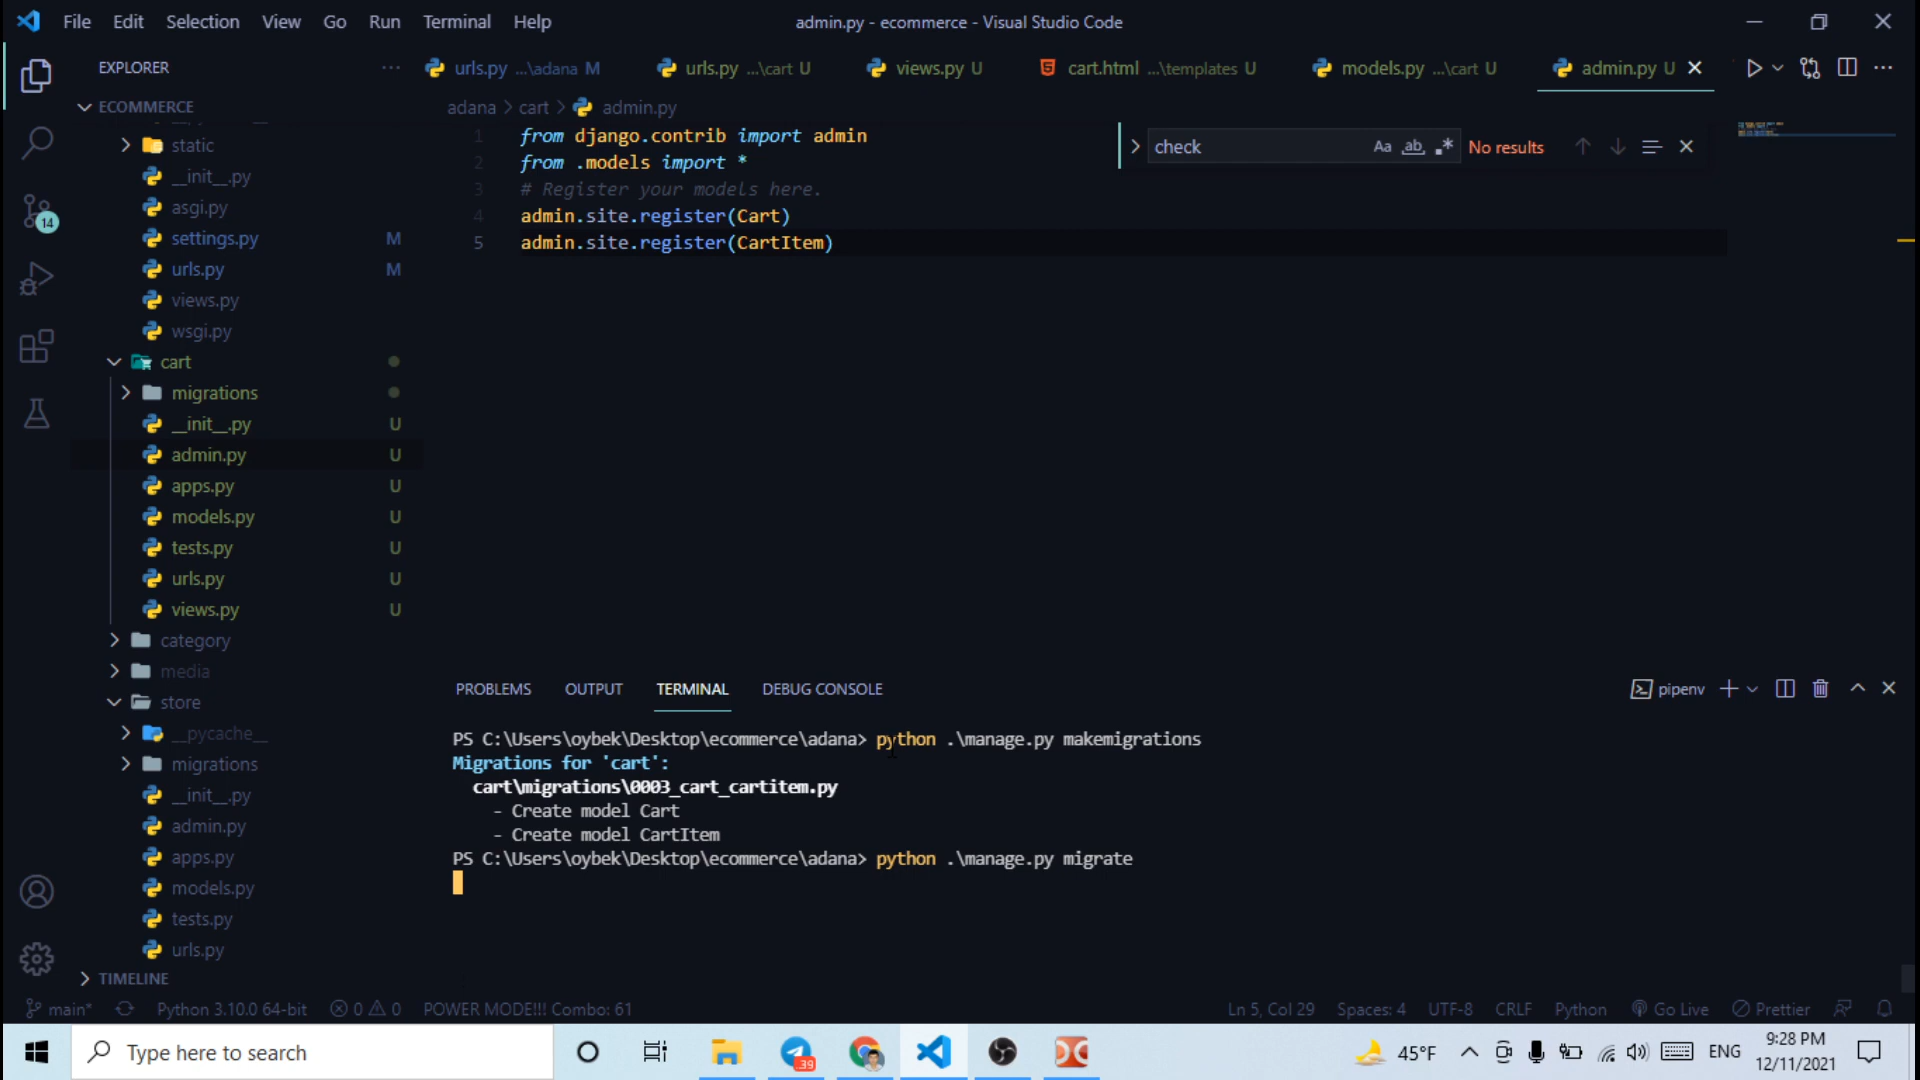 File Edit Selection View Go Run Terminal Help
admin.py - ecommerce - Visual Studio Code
EXPLORER
urls.py ...\adana M
urls.py ...\cart U
views.py U
cart.html ...\templates U
models.py ...\cart U
admin.py U
ECOMMERCE
adana > cart > admin.py
static
__init__.py
asgi.py
settings.py M
urls.py M
views.py
wsgi.py
cart
migrations
__init__.py U
admin.py U
apps.py U
models.py U
tests.py U
urls.py U
views.py U
category
media
store
__pycache__
migrations
__init__.py
admin.py
apps.py
models.py
tests.py
urls.py
TIMELINE
14
1 from django.contrib import admin
2 from .models import *
3 # Register your models here.
4 admin.site.register(Cart)
5 admin.site.register(CartItem)
check Aa ab No results
PROBLEMS OUTPUT TERMINAL DEBUG CONSOLE
pipenv
PS C:\Users\oybek\Desktop\ecommerce\adana> python .\manage.py makemigrations
Migrations for 'cart':
cart\migrations\0003_cart_cartitem.py
- Create model Cart
- Create model CartItem
PS C:\Users\oybek\Desktop\ecommerce\adana> python .\manage.py migrate
main* Python 3.10.0 64-bit 0 0 POWER MODE!!! Combo: 61
Ln 5, Col 29 Spaces: 4 UTF-8 CRLF Python Go Live Prettier
Type here to search
39
45°F
ENG
9:28 PM
12/11/2021